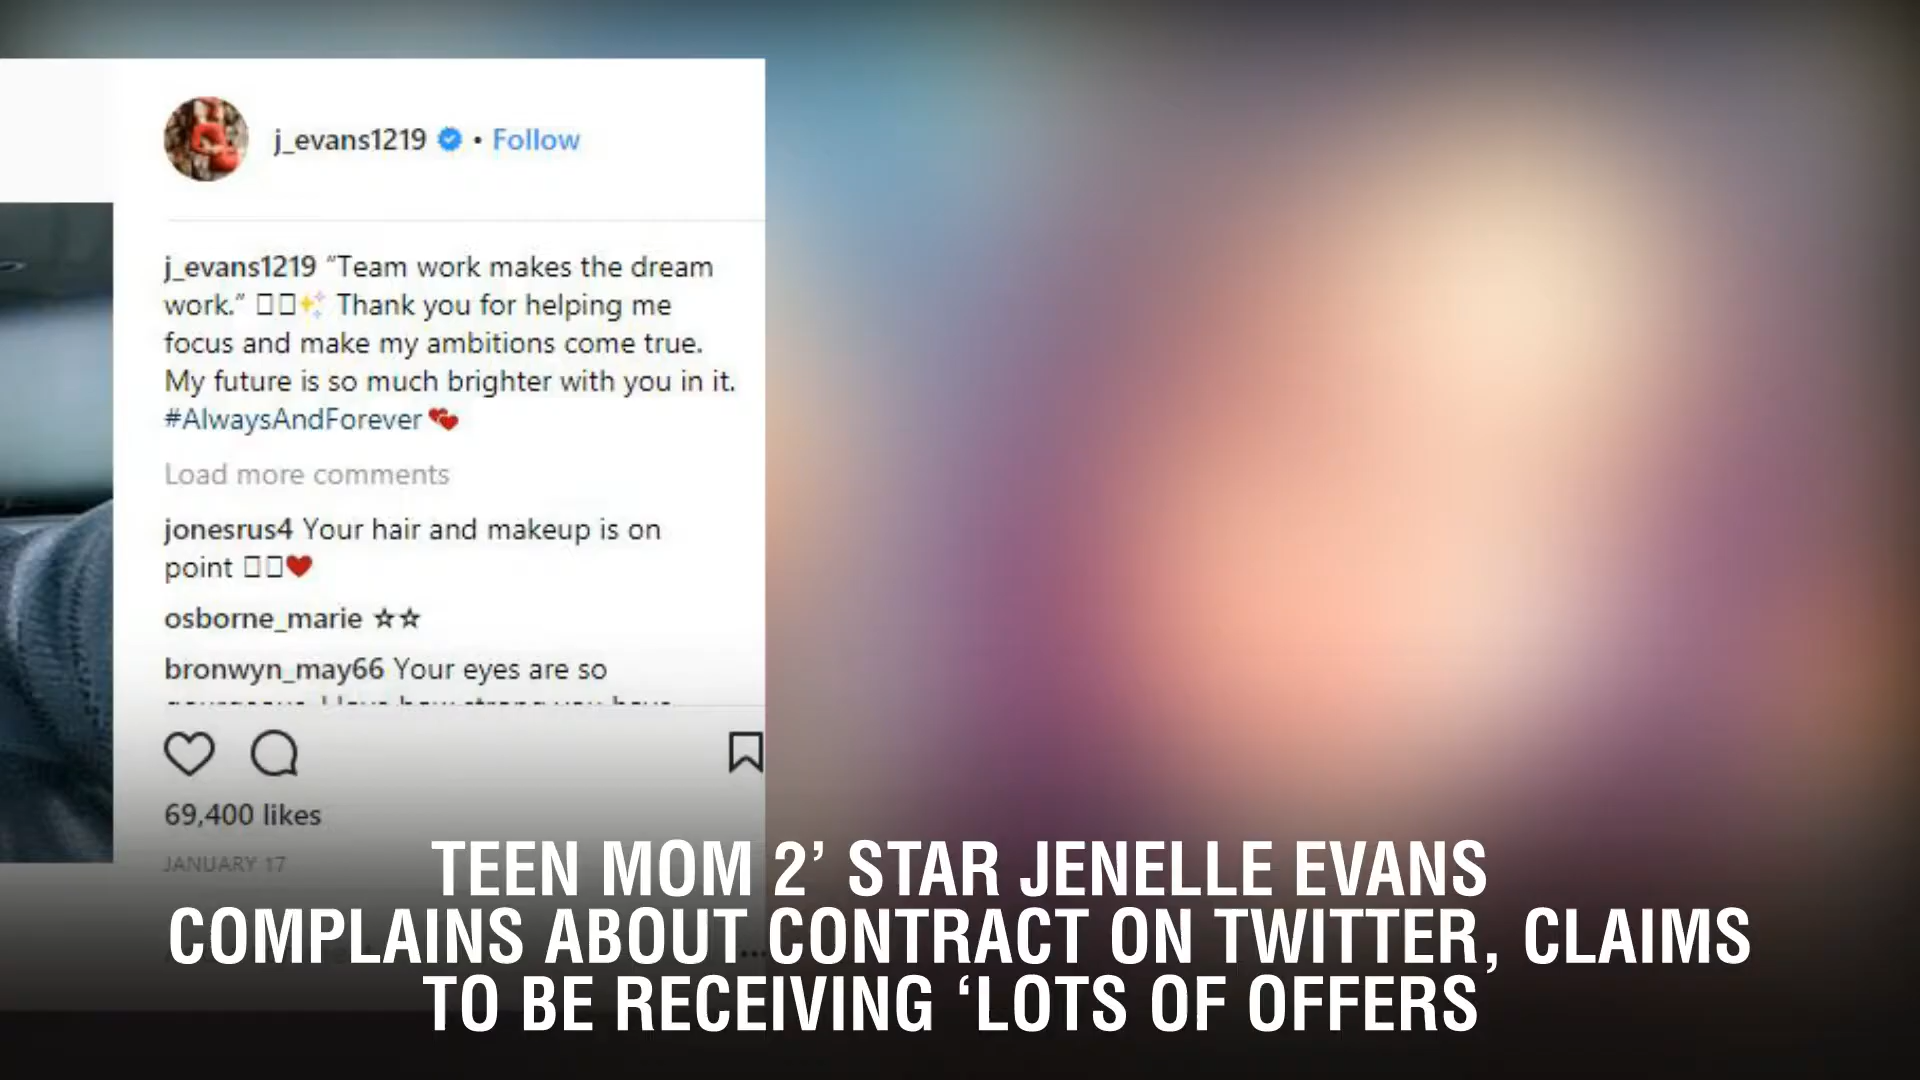 j_evans1219 • Follow
j_evans1219 “Team work makes the dream
work.” ✨ Thank you for helping me
focus and make my ambitions come true.
My future is so much brighter with you in it.
#AlwaysAndForever 💕
Load more comments
jonesrus4 Your hair and makeup is on
point ❤
osborne_marie ☆☆
bronwyn_may66 Your eyes are so
69,400 likes
JANUARY 17
TEEN MOM 2’ STAR JENELLE EVANS
COMPLAINS ABOUT CONTRACT ON TWITTER, CLAIMS
TO BE RECEIVING ‘LOTS OF OFFERS